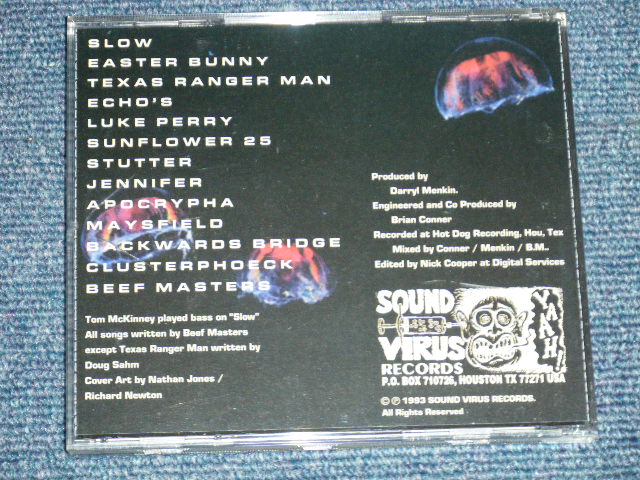 SLOW
EASTER BUNNY
TEXAS RANGER MAN
ECHO'S
LUKE PERRY
SUNFLOWER 25
STUTTER
JENNIFER
APOCRYPHA
MAYSFIELD
BACKWARDS BRIDGE
CLUSTERPHOECK
BEEF MASTERS
Tom McKinney played bass on "Slow"
All songs written by Beef Masters
except Texas Ranger Man written by
Doug Sahm
Cover Art by Nathan Jones /
Richard Newton
Produced by
Darryl Menkin.
Engineered and Co Produced by
Brian Conner
Recorded at Hot Dog Recording, Hou, Tex
Mixed by Conner / Menkin / B.M..
Edited by Nick Cooper at Digital Services
SOUND
VIRUS
RECORDS
YAAH!
P.O. BOX 710726, HOUSTON TX 77271 USA
© ℗ 1993 SOUND VIRUS RECORDS.
All Rights Reserved